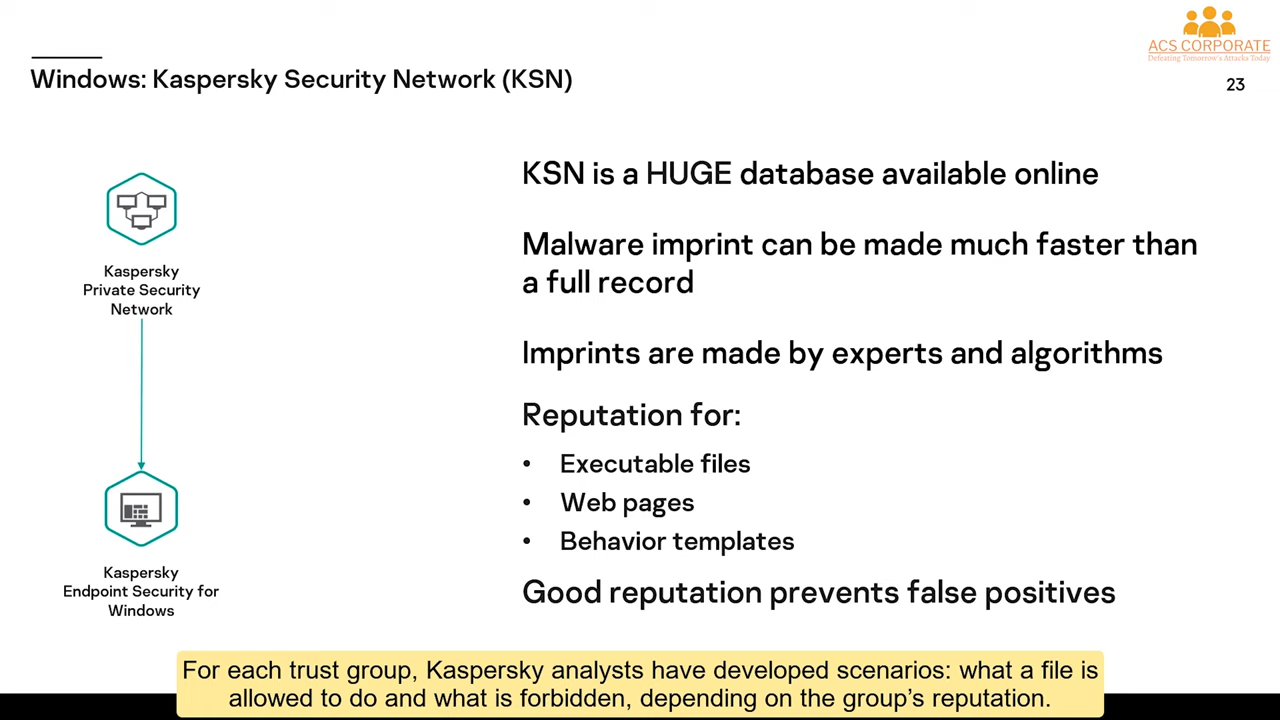 ACS CORPORATE
Defeating Tomorrow's Attacks Today
Windows: Kaspersky Security Network (KSN)
23
Kaspersky
Private Security
Network
Kaspersky
Endpoint Security for
Windows
KSN is a HUGE database available online
Malware imprint can be made much faster than
a full record
Imprints are made by experts and algorithms
Reputation for:
• Executable files
• Web pages
• Behavior templates
Good reputation prevents false positives
For each trust group, Kaspersky analysts have developed scenarios: what a file is
allowed to do and what is forbidden, depending on the group's reputation.